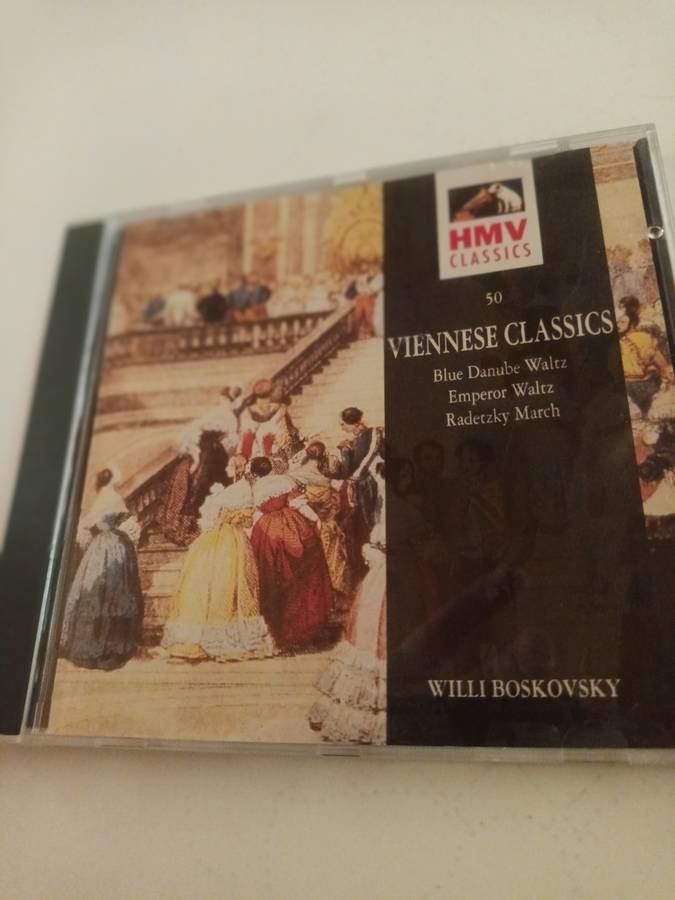 HMV
CLASSICS
50
VIENNESE CLASSICS
Blue Danube Waltz
Emperor Waltz
Radetzky March
WILLI BOSKOVSKY